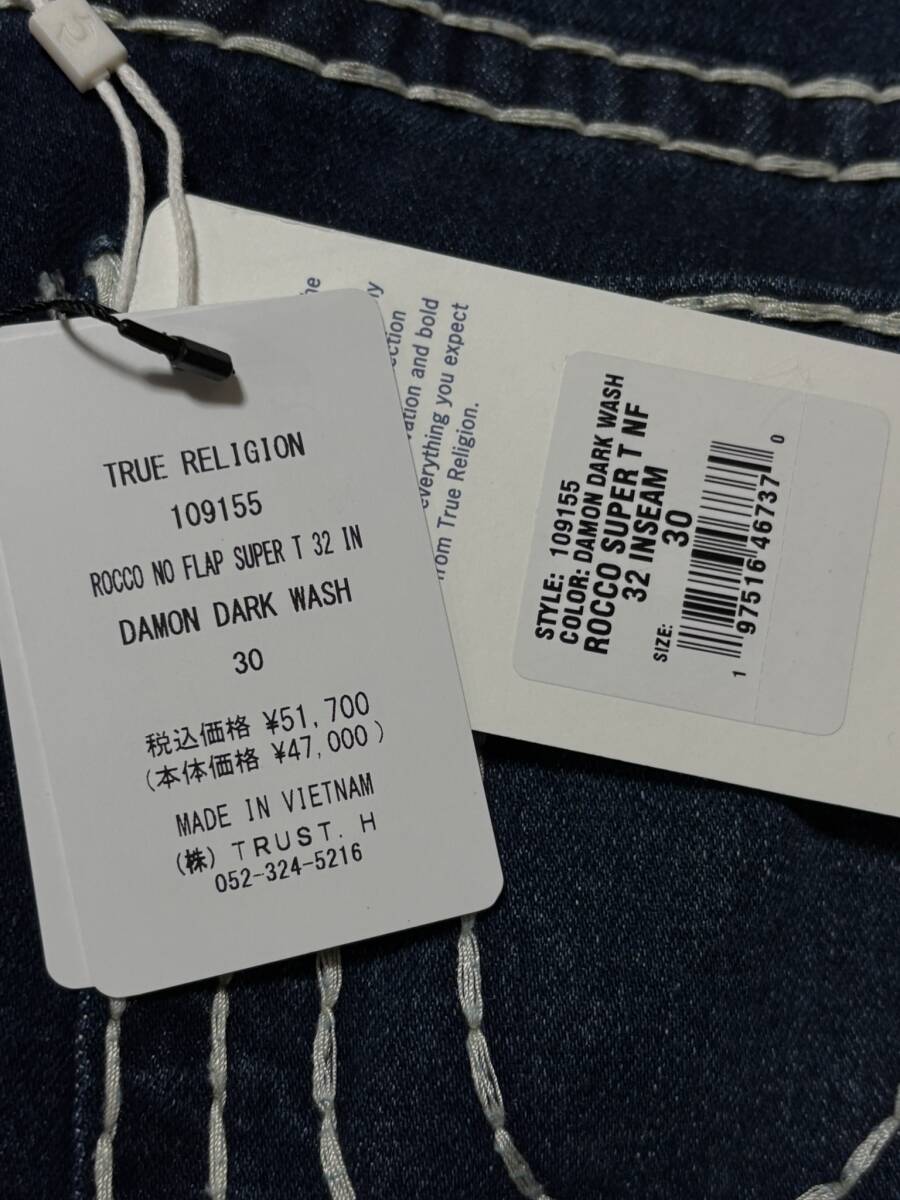 TRUE RELIGION
109155
ROCCO NO FLAP SUPER T 32 IN
DAMON DARK WASH
30
税込価格 ¥51,700
(本体価格 ¥47,000)
MADE IN VIETNAM
(株) TRUST. H
052-324-5216
and bold
everything you expect
from True Religion.
STYLE: 109155
COLOR: DAMON DARK WASH
ROCCO SUPER T NF
32 INSEAM
SIZE: 30
1 97516 46737 0